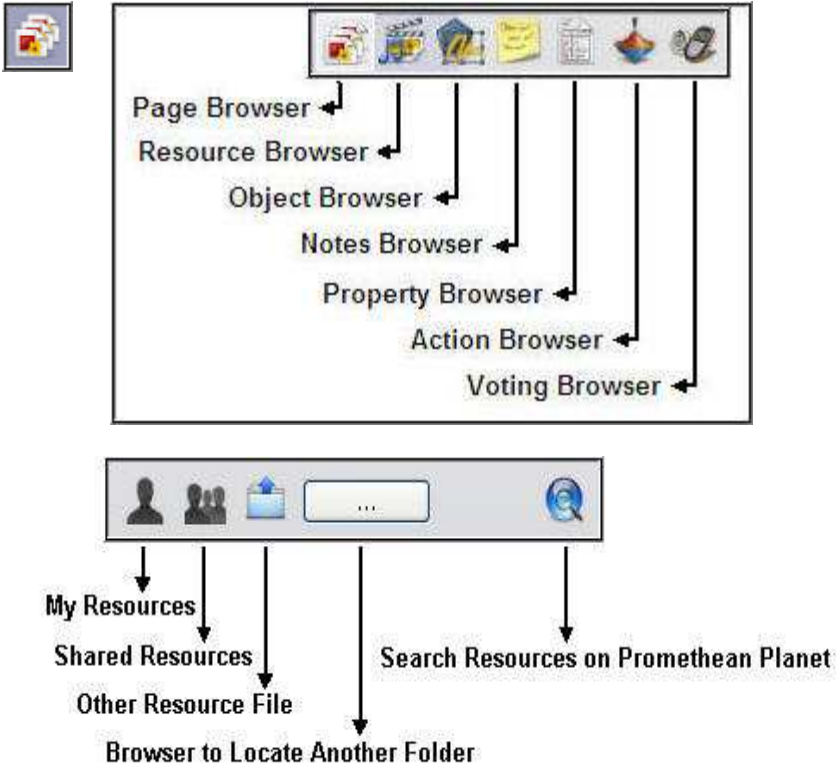 Page Browser
Resource Browser
Object Browser
Notes Browser
Property Browser
Action Browser
Voting Browser
...
My Resources
Shared Resources
Search Resources on Promethean Planet
Other Resource File
Browser to Locate Another Folder